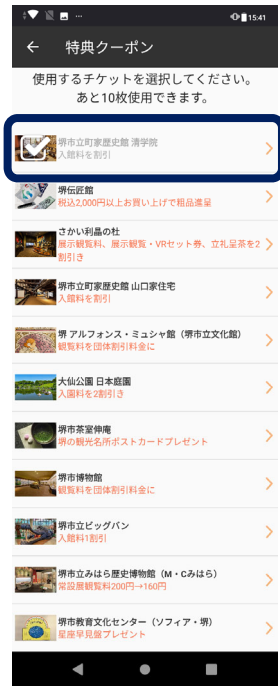 … 15:41
← 特典クーポン
使用するチケットを選択してください。
あと10枚使用できます。
堺市立町家歴史館 清学院
入館料を割引
堺伝匠館
税込2,000円以上お買い上げで粗品進呈
さかい利晶の杜
展示観覧料、展示観覧・VRセット券、立礼呈茶を2
割引き
堺市立町家歴史館 山口家住宅
入館料を割引
堺 アルフォンス・ミュシャ館（堺市立文化館）
観覧料を団体割引料金に
大仙公園 日本庭園
入園料を2割引き
堺市茶室伸庵
堺の観光名所ポストカードプレゼント
堺市博物館
観覧料を団体割引料金に
堺市立ビッグバン
入館料1割引
堺市立みはら歴史博物館（M・Cみはら）
常設展観覧料200円→160円
堺市教育文化センター（ソフィア・堺）
星座早見盤プレゼント